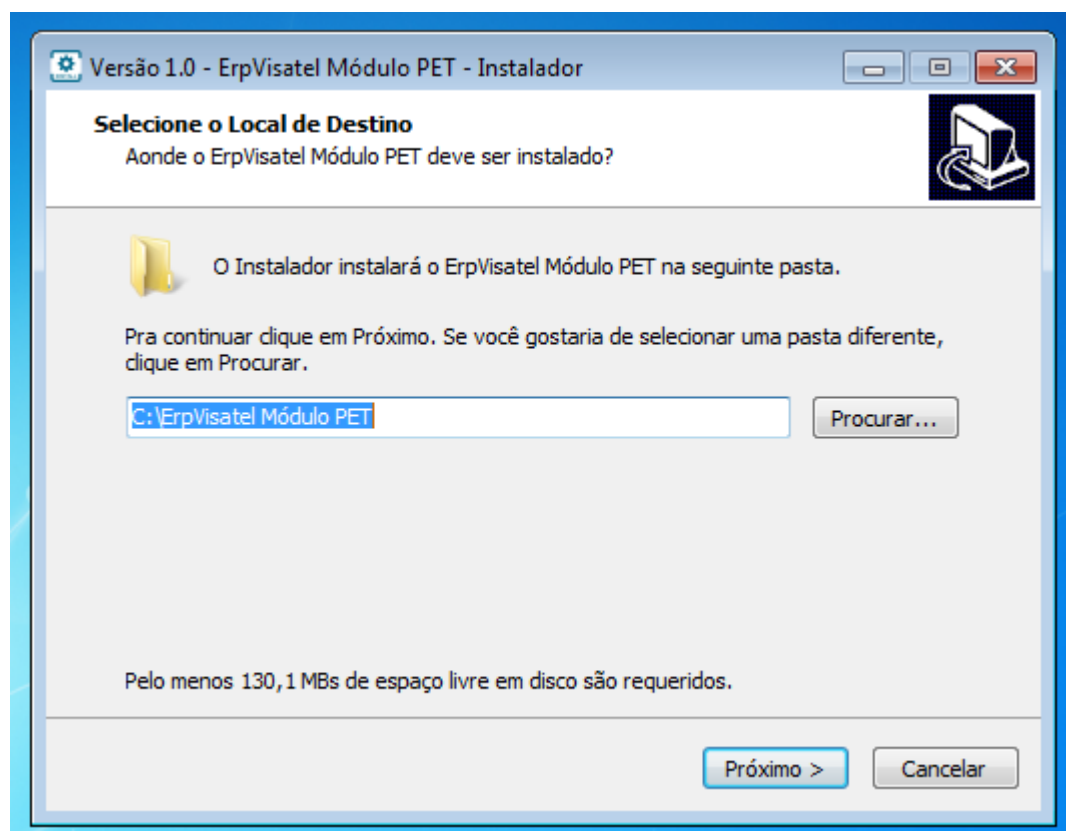 Versão 1.0 - ErpVisatel Módulo PET - Instalador
Selecione o Local de Destino
Aonde o ErpVisatel Módulo PET deve ser instalado?
O Instalador instalará o ErpVisatel Módulo PET na seguinte pasta.
Pra continuar clique em Próximo. Se você gostaria de selecionar uma pasta diferente,
clique em Procurar.
C:\ErpVisatel Módulo PET
Procurar...
Pelo menos 130,1 MBs de espaço livre em disco são requeridos.
Próximo >
Cancelar